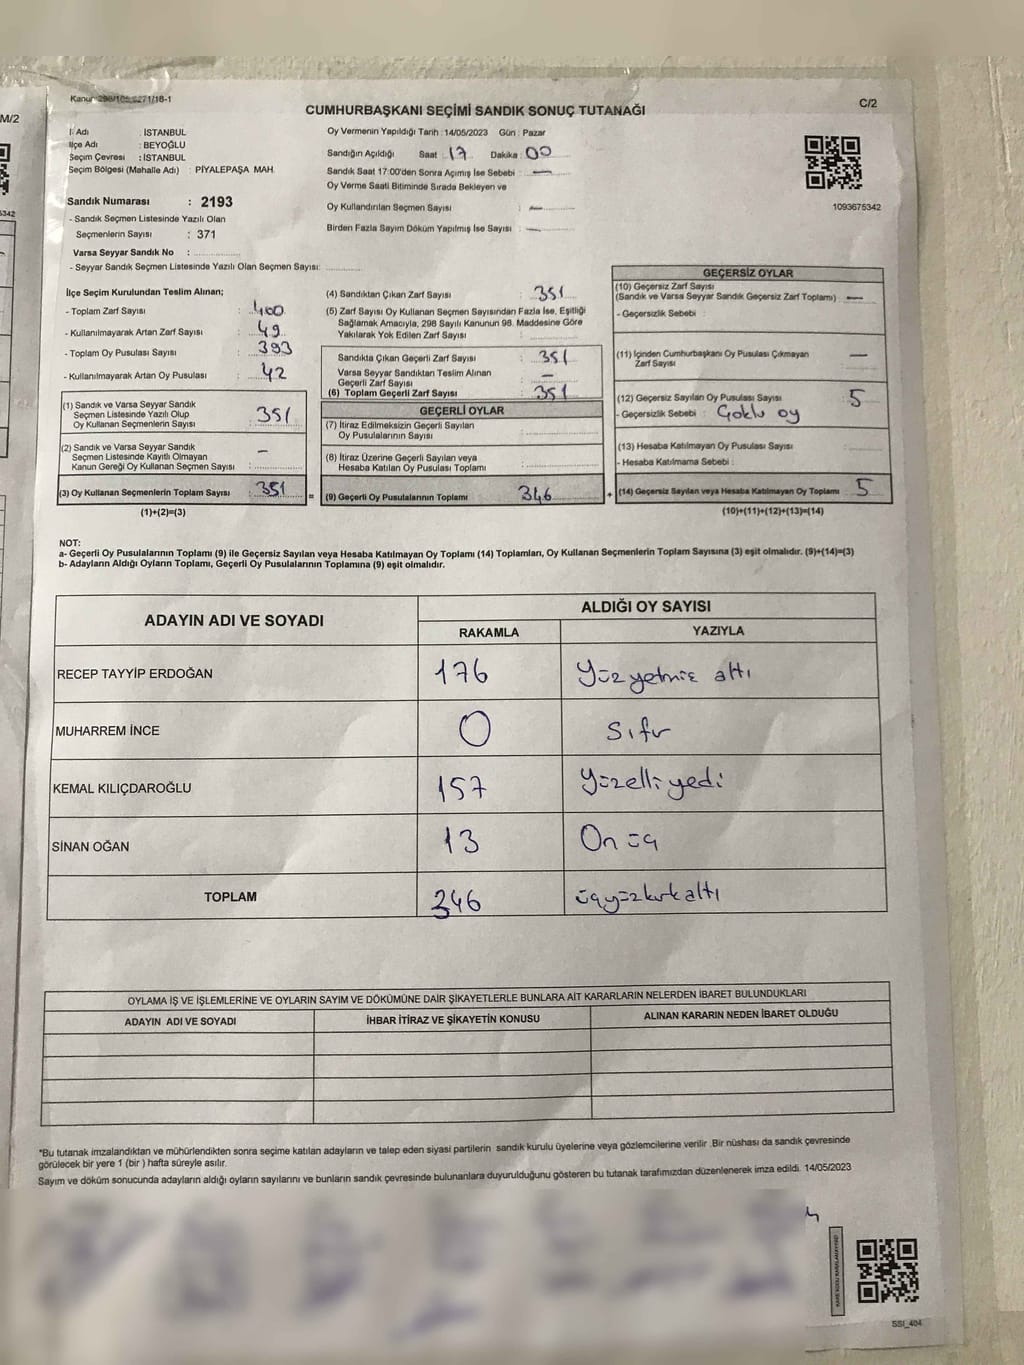 M/2
5342
Kanun 298/105, 6271/18-1
CUMHURBAŞKANI SEÇİMİ SANDIK SONUÇ TUTANAĞI
C/2
İl Adı : İSTANBUL
İlçe Adı : BEYOĞLU
Seçim Çevresi : İSTANBUL
Seçim Bölgesi (Mahalle Adı) : PİYALEPAŞA MAH.
Sandık Numarası : 2193
- Sandık Seçmen Listesinde Yazılı Olan
Seçmenlerin Sayısı : 371
Varsa Seyyar Sandık No :
- Seyyar Sandık Seçmen Listesinde Yazılı Olan Seçmen Sayısı:
Oy Vermenin Yapıldığı Tarih : 14/05/2023 Gün : Pazar
Sandığın Açıldığı Saat : 17 Dakika : 00
Sandık Saat 17:00'den Sonra Açımış İse Sebebi : —
Oy Verme Saati Bitiminde Sırada Bekleyen ve
Oy Kullandırılan Seçmen Sayısı : —
Birden Fazla Sayım Döküm Yapılmış İse Sayısı : —
1093675342
İlçe Seçim Kurulundan Teslim Alınan;
- Toplam Zarf Sayısı : 400
- Kullanılmayarak Artan Zarf Sayısı : 49
- Toplam Oy Pusulası Sayısı : 393
- Kullanılmayarak Artan Oy Pusulası : 42
(1) Sandık ve Varsa Seyyar Sandık
Seçmen Listesinde Yazılı Olup
Oy Kullanan Seçmenlerin Sayısı : 351
(2) Sandık ve Varsa Seyyar Sandık
Seçmen Listesinde Kayıtlı Olmayan
Kanun Gereği Oy Kullanan Seçmen Sayısı : —
(3) Oy Kullanan Seçmenlerin Toplam Sayısı : 351 =
(1)+(2)=(3)
(4) Sandıktan Çıkan Zarf Sayısı : 351
(5) Zarf Sayısı Oy Kullanan Seçmen Sayısından Fazla İse, Eşitliği
Sağlamak Amacıyla, 298 Sayılı Kanunun 98. Maddesine Göre
Yakılarak Yok Edilen Zarf Sayısı :
Sandıkta Çıkan Geçerli Zarf Sayısı : 351
Varsa Seyyar Sandıktan Teslim Alınan
Geçerli Zarf Sayısı : —
(6) Toplam Geçerli Zarf Sayısı : 351
GEÇERLİ OYLAR
(7) İtiraz Edilmeksizin Geçerli Sayılan
Oy Pusulalarının Sayısı :
(8) İtiraz Üzerine Geçerli Sayılan veya
Hesaba Katılan Oy Pusulası Toplamı :
(9) Geçerli Oy Pusulalarının Toplamı 346 +
GEÇERSİZ OYLAR
(10) Geçersiz Zarf Sayısı
(Sandık ve Varsa Seyyar Sandık Geçersiz Zarf Toplamı) —
- Geçersizlik Sebebi :
(11) İçinden Cumhurbaşkanı Oy Pusulası Çıkmayan
Zarf Sayısı —
(12) Geçersiz Sayılan Oy Pusulası Sayısı : 5
- Geçersizlik Sebebi : Çoklu oy
(13) Hesaba Katılmayan Oy Pusulası Sayısı :
- Hesaba Katılmama Sebebi :
(14) Geçersiz Sayılan veya Hesaba Katılmayan Oy Toplamı 5
(10)+(11)+(12)+(13)=(14)
NOT:
a- Geçerli Oy Pusulalarının Toplamı (9) ile Geçersiz Sayılan veya Hesaba Katılmayan Oy Toplamı (14) Toplamları, Oy Kullanan Seçmenlerin Toplam Sayısına (3) eşit olmalıdır. (9)+(14)=(3)
b- Adayların Aldığı Oyların Toplamı, Geçerli Oy Pusulalarının Toplamına (9) eşit olmalıdır.
ADAYIN ADI VE SOYADI
ALDIĞI OY SAYISI
RAKAMLA YAZIYLA
RECEP TAYYİP ERDOĞAN 176 Yüzyetmiş altı
MUHARREM İNCE 0 Sıfır
KEMAL KILIÇDAROĞLU 157 Yüzelli yedi
SİNAN OĞAN 13 On üç
TOPLAM 346 üçyüzkırkaltı
OYLAMA İŞ VE İŞLEMLERİNE VE OYLARIN SAYIM VE DÖKÜMÜNE DAİR ŞİKAYETLERLE BUNLARA AİT KARARLARIN NELERDEN İBARET BULUNDUKLARI
ADAYIN ADI VE SOYADI İHBAR İTİRAZ VE ŞİKAYETİN KONUSU ALINAN KARARIN NEDEN İBARET OLDUĞU
*Bu tutanak imzalandıktan ve mühürlendikten sonra seçime katılan adayların ve talep eden siyasi partilerin sandık kurulu üyelerine veya gözlemcilerine verilir .Bir nüshası da sandık çevresinde
görülecek bir yere 1 (bir ) hafta süreyle asılır.
Sayım ve döküm sonucunda adayların aldığı oyların sayılarını ve bunların sandık çevresinde bulunanlara duyurulduğunu gösteren bu tutanak tarafımızdan düzenlenerek imza edildi. 14/05/2023
SSI_404